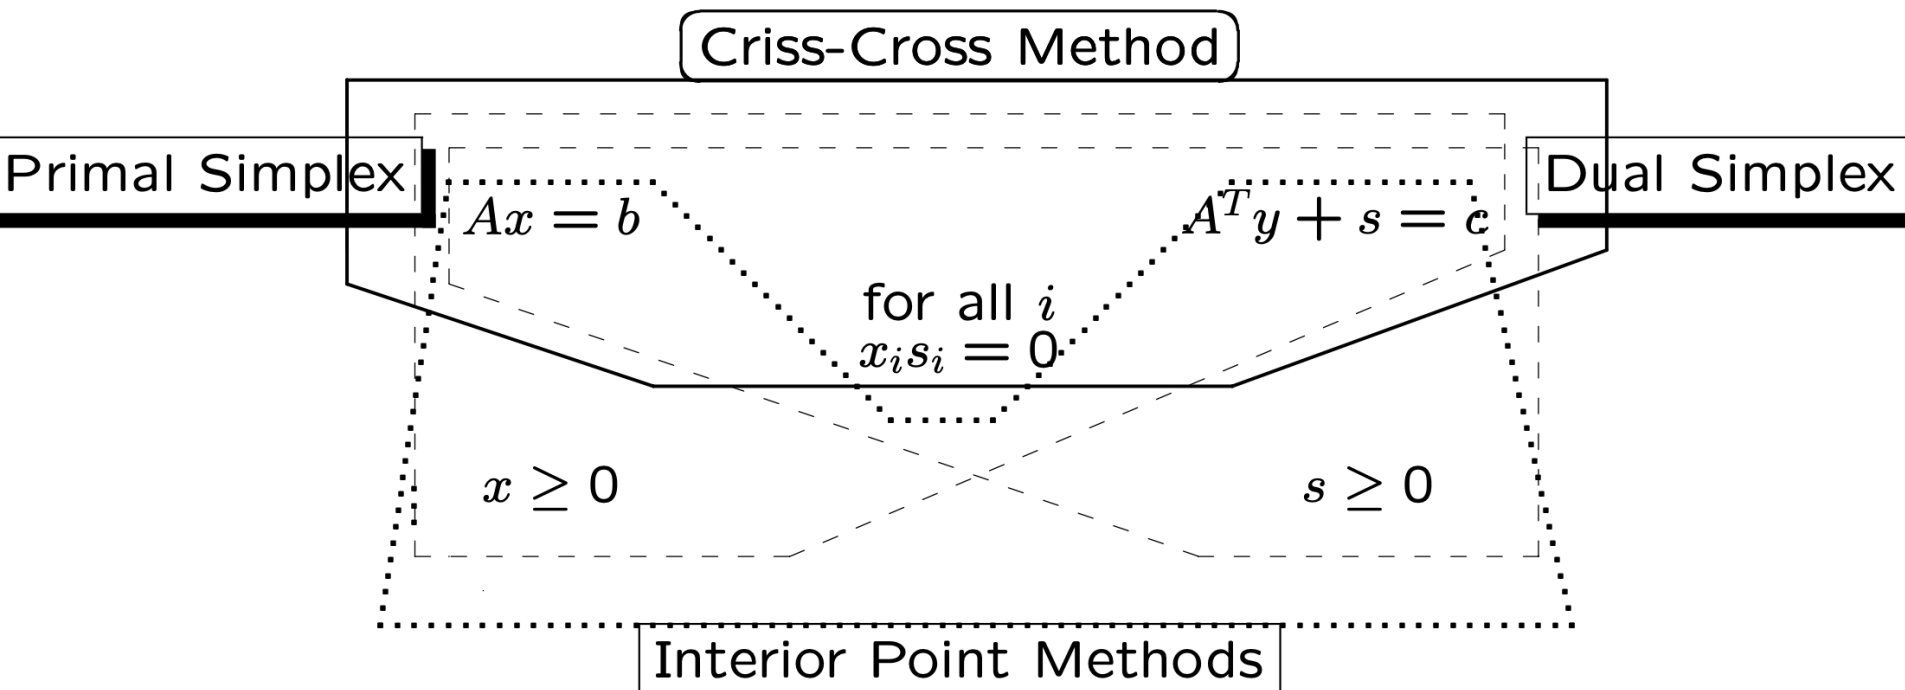 Criss-Cross Method
Primal Simplex
Dual Simplex
Ax = b
A^T y + s = c
for all i
x_i s_i = 0
x ≥ 0
s ≥ 0
Interior Point Methods